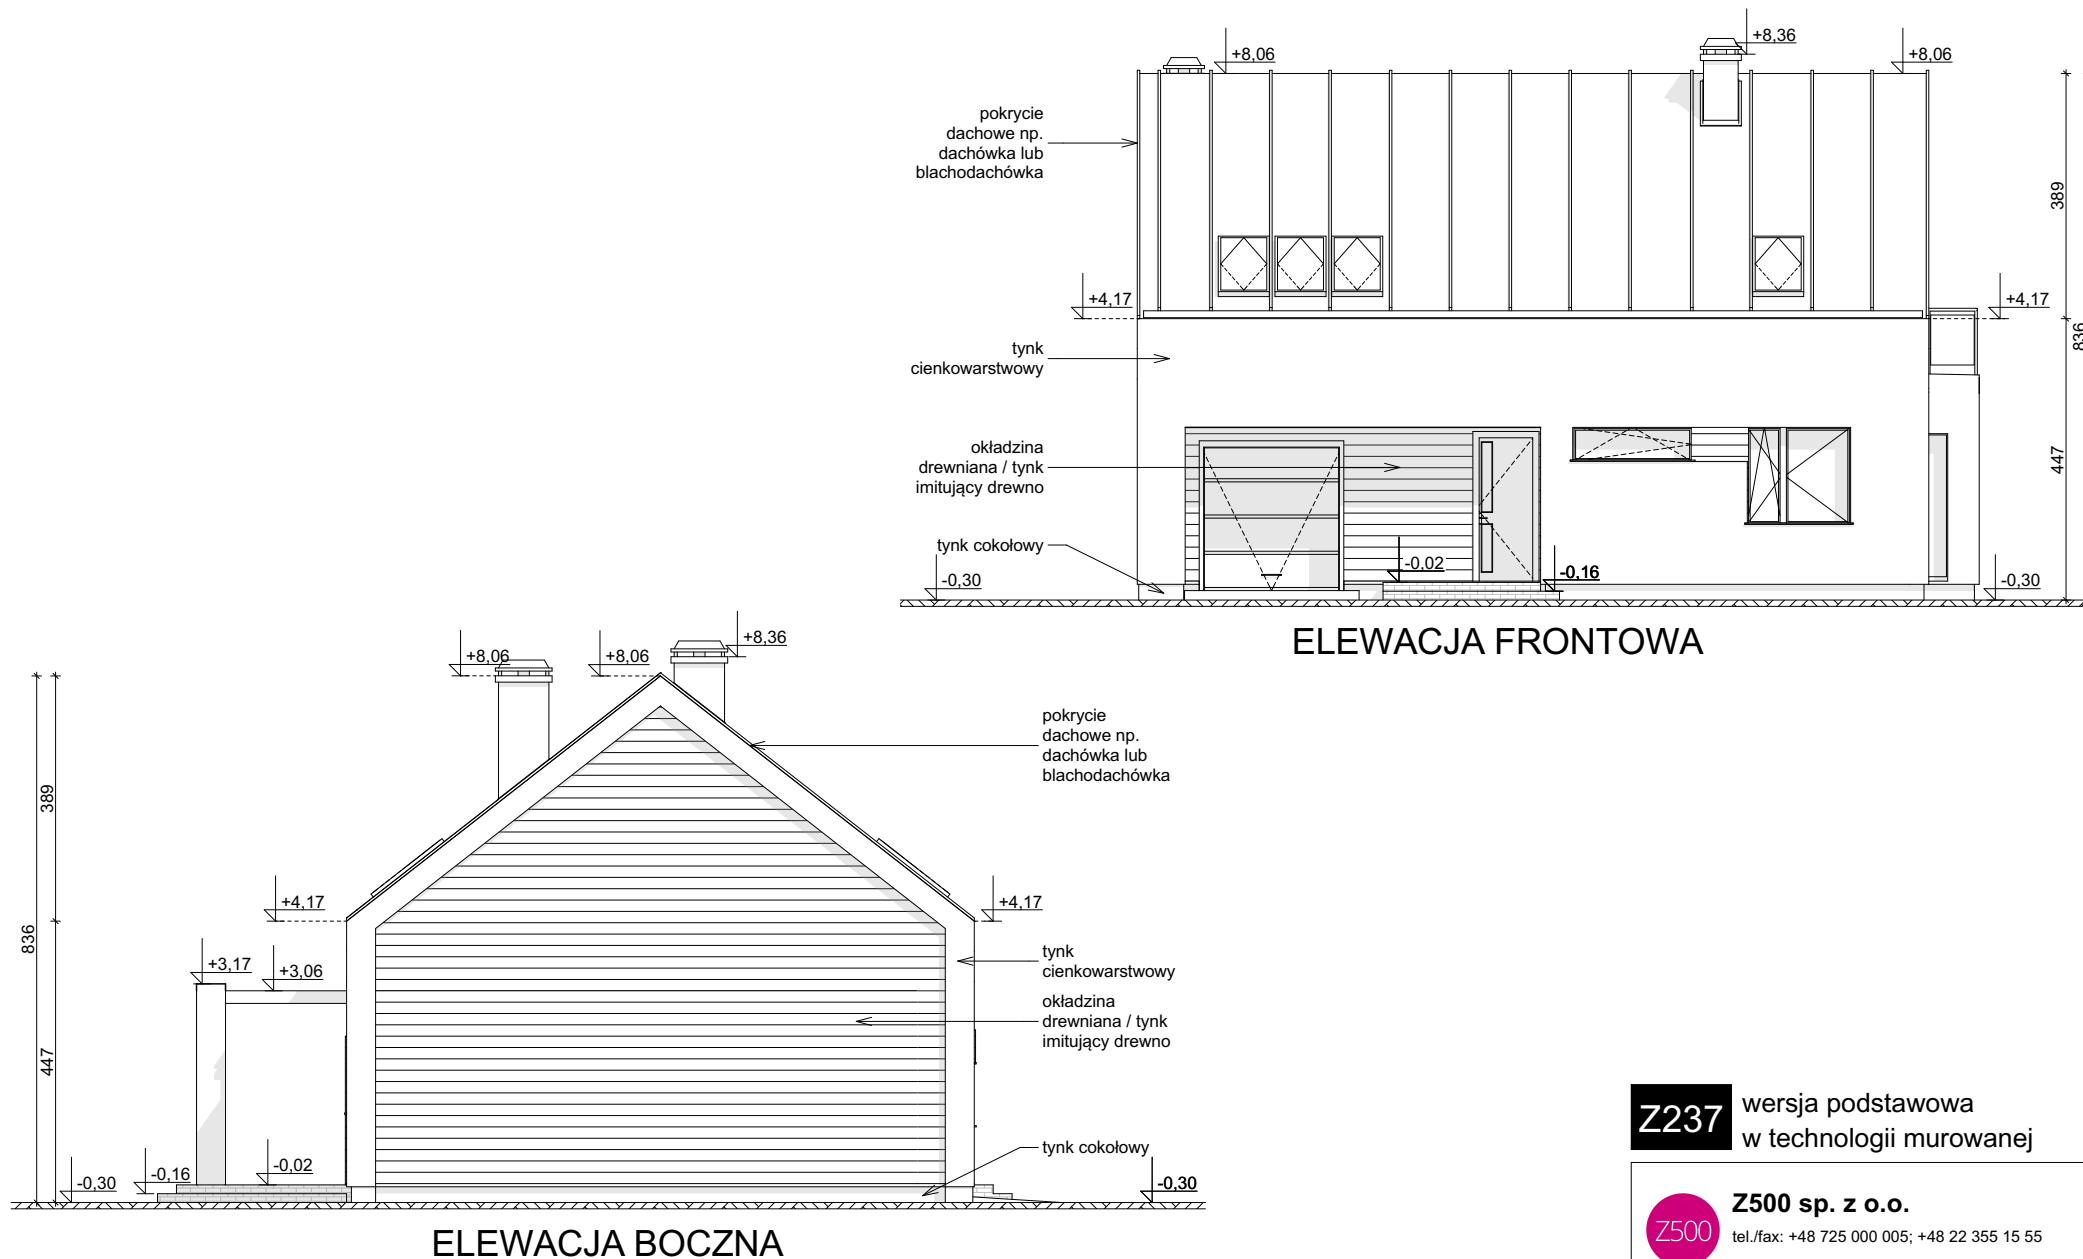 +8,06
+8,36
+8,06
pokrycie
dachowe np.
dachówka lub
blachodachówka
389
+4,17
+4,17
836
tynk
cienkowarstwowy
okładzina
drewniana / tynk
imitujący drewno
447
tynk cokołowy
-0,30
-0,02
-0,16
-0,30
ELEWACJA FRONTOWA
+8,06
+8,06
+8,36
pokrycie
dachowe np.
dachówka lub
blachodachówka
389
836
+4,17
+4,17
+3,17
+3,06
tynk
cienkowarstwowy
okładzina
drewniana / tynk
imitujący drewno
447
tynk cokołowy
-0,30
-0,16
-0,02
-0,30
ELEWACJA BOCZNA
Z237
wersja podstawowa
w technologii murowanej
Z500
Z500 sp. z o.o.
tel./fax: +48 725 000 005; +48 22 355 15 55